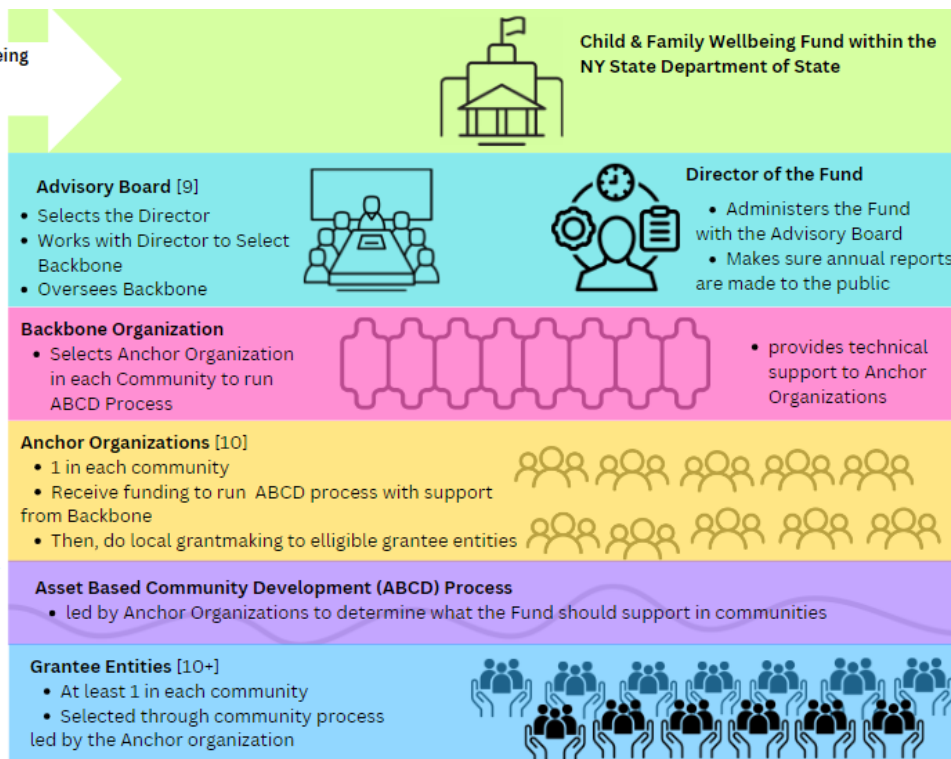 Child & Family Wellbeing Fund within the
NY State Department of State
Advisory Board [9]
• Selects the Director
• Works with Director to Select
Backbone
• Oversees Backbone
Director of the Fund
• Administers the Fund
with the Advisory Board
• Makes sure annual reports
are made to the public
Backbone Organization
• Selects Anchor Organization
in each Community to run
ABCD Process
• provides technical
support to Anchor
Organizations
Anchor Organizations [10]
• 1 in each community
• Receive funding to run ABCD process with support
from Backbone
• Then, do local grantmaking to elligible grantee entities
Asset Based Community Development (ABCD) Process
• led by Anchor Organizations to determine what the Fund should support in communities
Grantee Entities [10+]
• At least 1 in each community
• Selected through community process
led by the Anchor organization